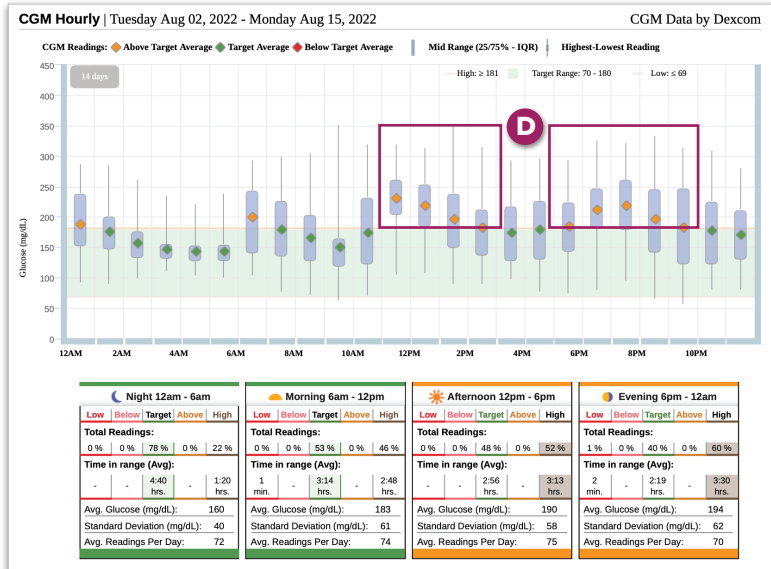 CGM Hourly | Tuesday Aug 02, 2022 - Monday Aug 15, 2022 CGM Data by Dexcom
CGM Readings: Above Target Average Target Average Below Target Average Mid Range (25/75% - IQR) Highest-Lowest Reading
450
14 days
High: ≥ 181 Target Range: 70 - 180 Low: ≤ 69
400
350
D
300
250
200
150
100
50
0
Glucose (mg/dL)
12AM 2AM 4AM 6AM 8AM 10AM 12PM 2PM 4PM 6PM 8PM 10PM
Night 12am - 6am
Low Below Target Above High
Total Readings:
0 % 0 % 78 % 0 % 22 %
Time in range (Avg):
- - 4:40 hrs. - 1:20 hrs.
Avg. Glucose (mg/dL): 160
Standard Deviation (mg/dL): 40
Avg. Readings Per Day: 72
Morning 6am - 12pm
Low Below Target Above High
Total Readings:
0 % 0 % 53 % 0 % 46 %
Time in range (Avg):
1 min. - 3:14 hrs. - 2:48 hrs.
Avg. Glucose (mg/dL): 183
Standard Deviation (mg/dL): 61
Avg. Readings Per Day: 74
Afternoon 12pm - 6pm
Low Below Target Above High
Total Readings:
0 % 0 % 48 % 0 % 52 %
Time in range (Avg):
- - 2:56 hrs. - 3:13 hrs.
Avg. Glucose (mg/dL): 190
Standard Deviation (mg/dL): 58
Avg. Readings Per Day: 75
Evening 6pm - 12am
Low Below Target Above High
Total Readings:
1 % 0 % 40 % 0 % 60 %
Time in range (Avg):
2 min. - 2:19 hrs. - 3:30 hrs.
Avg. Glucose (mg/dL): 194
Standard Deviation (mg/dL): 62
Avg. Readings Per Day: 70